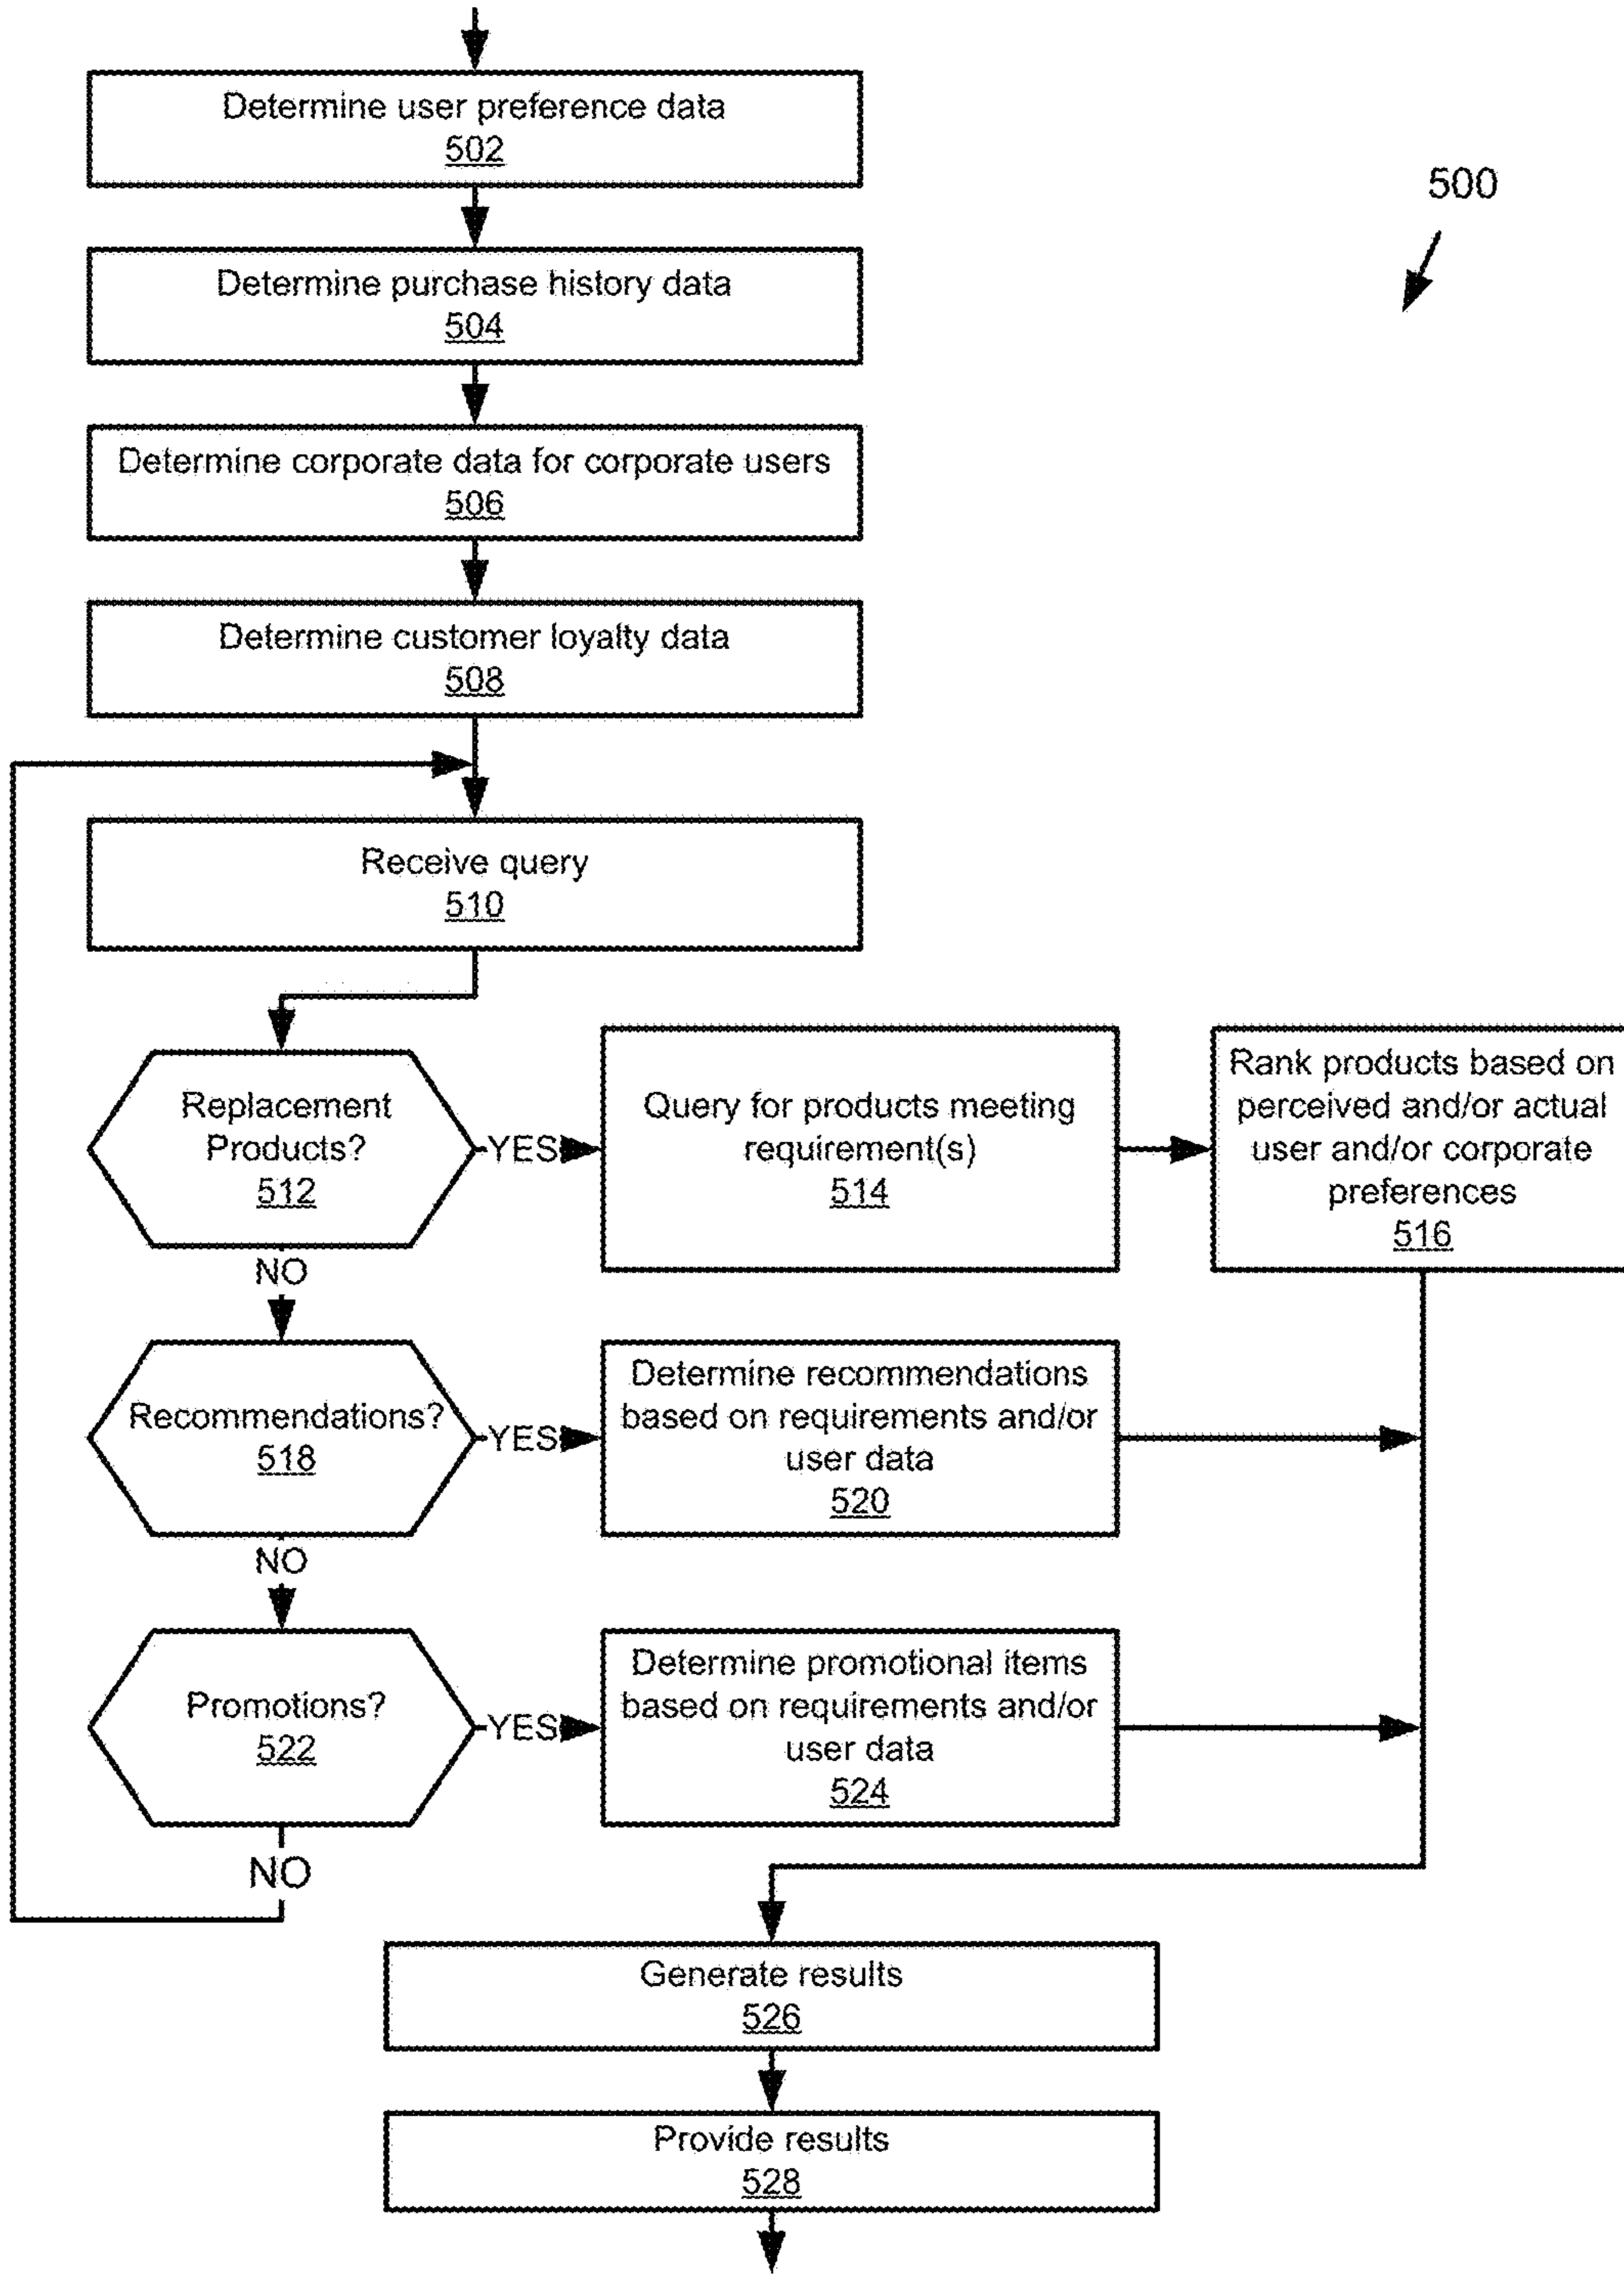 Determine user preference data
502
500
Determine purchase history data
504
Determine corporate data for corporate users
506
Determine customer loyalty data
508
Receive query
510
Replacement
Products?
512
YES
Query for products meeting
requirement(s)
514
Rank products based on
perceived and/or actual
user and/or corporate
preferences
516
NO
Recommendations?
518
YES
Determine recommendations
based on requirements and/or
user data
520
NO
Promotions?
522
YES
Determine promotional items
based on requirements and/or
user data
524
NO
Generate results
526
Provide results
528